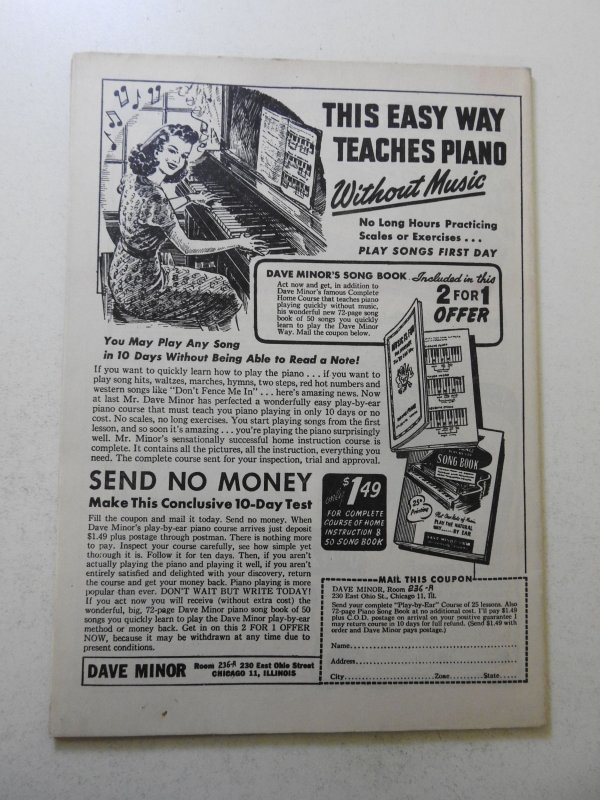 THIS EASY WAY
TEACHES PIANO
Without Music
No Long Hours Practicing
Scales or Exercises...
PLAY SONGS FIRST DAY
DAVE MINOR'S SONG BOOK
Act now and get, in addition to
Dave Minor's famous Complete
Home Course that teaches piano
playing quickly without music,
his wonderful new 72-page song
book of 50 songs you quickly
learn to play the Dave Minor
Way. Mail the coupon below.
Included in this
2 FOR 1
OFFER
You May Play Any Song
in 10 Days Without Being Able to Read a Note!
If you want to quickly learn how to play the piano . . . if you want to
play song hits, waltzes, marches, hymns, two steps, red hot numbers and
western songs like "Don't Fence Me In" . . . here's amazing news. Now
at last Mr. Dave Minor has perfected a wonderfully easy play-by-ear
piano course that must teach you piano playing in only 10 days or no
cost. No scales, no long exercises. You start playing songs from the first
lesson, and so soon it's amazing . . . you're playing the piano surprisingly
well. Mr. Minor's sensationally successful home instruction course is
complete. It contains all the pictures, all the instruction, everything you
need. The complete course sent for your inspection, trial and approval.
SONG BOOK
25¢
PLAY THE NATURAL
WAY
BY EAR
SEND NO MONEY
Make This Conclusive 10-Day Test
Fill the coupon and mail it today. Send no money. When
Dave Minor's play-by-ear piano course arrives just deposit
$1.49 plus postage through postman. There is nothing more
to pay. Inspect your course carefully, see how simple yet
thorough it is. Follow it for ten days. Then, if you aren't
actually playing the piano and playing it well, if you aren't
entirely satisfied and delighted with your discovery, return
the course and get your money back. Piano playing is more
popular than ever. DON'T WAIT BUT WRITE TODAY!
If you act now you will receive (without extra cost) the
wonderful, big, 72-page Dave Minor piano song book of 50
songs you quickly learn to play the Dave Minor play-by-ear
method or money back. Get in on this 2 FOR 1 OFFER
NOW, because it may be withdrawn at any time due to
present conditions.
only $1.49
FOR COMPLETE
COURSE OF HOME
INSTRUCTION &
50 SONG BOOK
DAVE MINOR
Room 236-A 230 East Ohio Street
CHICAGO 11, ILLINOIS
MAIL THIS COUPON
DAVE MINOR, Room 236-A
230 East Ohio St., Chicago 11, Ill.
Send your complete "Play-by-Ear" Course of 25 lessons. Also
72-page Piano Song Book at no additional cost. I'll pay $1.49
plus C.O.D. postage on arrival on your positive guarantee I
may return course in 10 days for full refund. (Send $1.49 with
order and Dave Minor pays postage.)
Name
Address
City Zone State